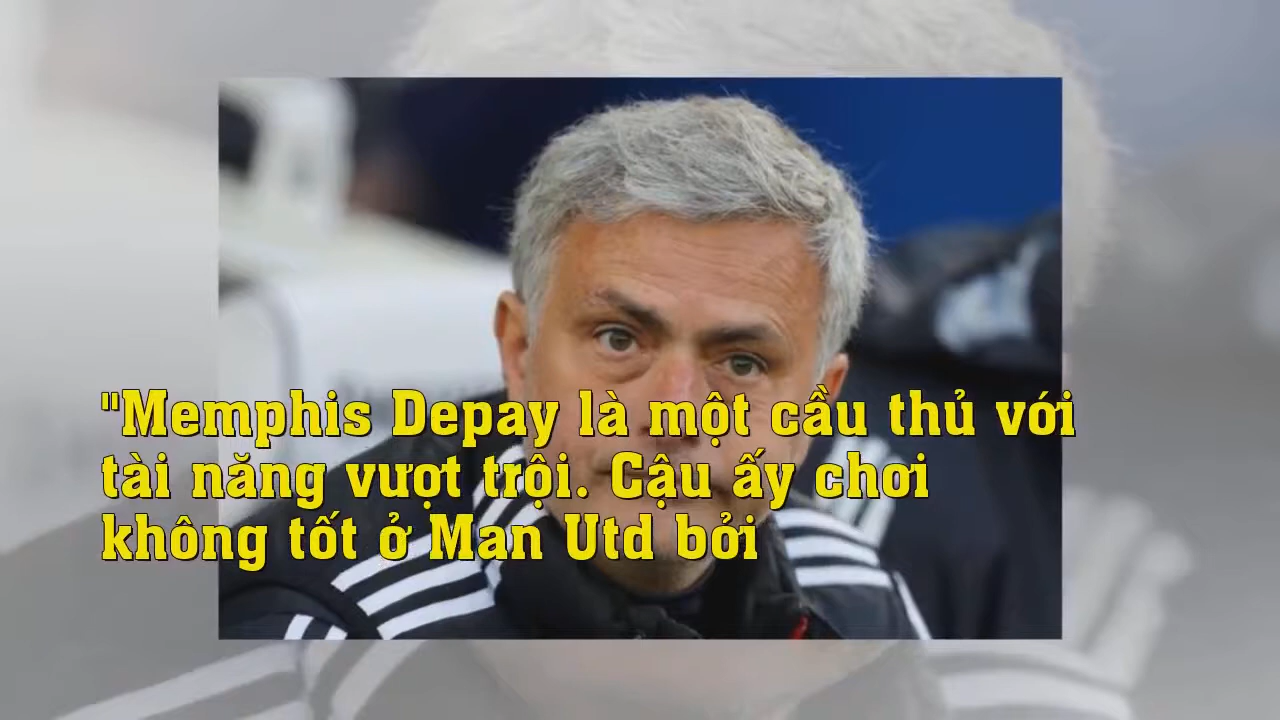 "Memphis Depay là một cầu thủ với
tài năng vượt trội. Cậu ấy chơi
không tốt ở Man Utd bởi